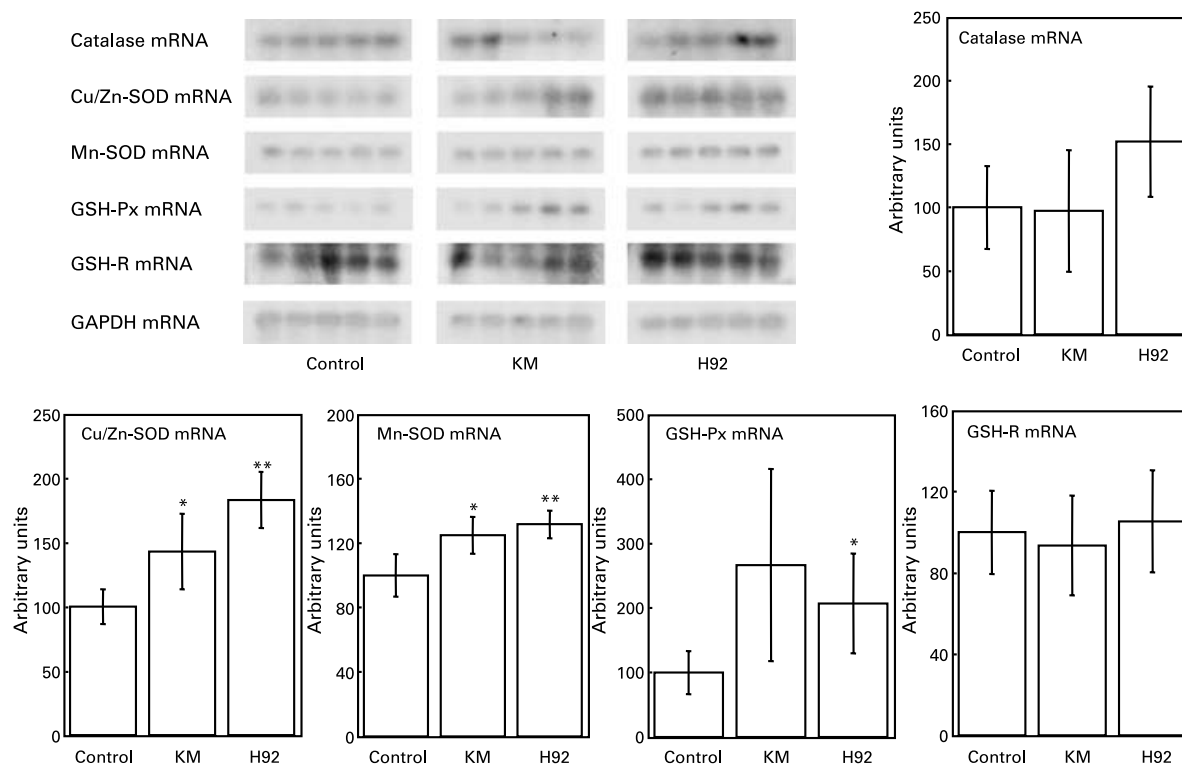 Catalase mRNA
Cu/Zn-SOD mRNA
Mn-SOD mRNA
GSH-Px mRNA
GSH-R mRNA
GAPDH mRNA
Control KM H92
250
200
150
100
50
0
Arbitrary units
Catalase mRNA
Control KM H92
250
200
150
100
50
0
Arbitrary units
Cu/Zn-SOD mRNA
* **
Control KM H92
200
160
120
80
40
0
Arbitrary units
Mn-SOD mRNA
* **
Control KM H92
500
400
300
200
100
0
Arbitrary units
GSH-Px mRNA
*
Control KM H92
160
120
80
40
0
Arbitrary units
GSH-R mRNA
Control KM H92